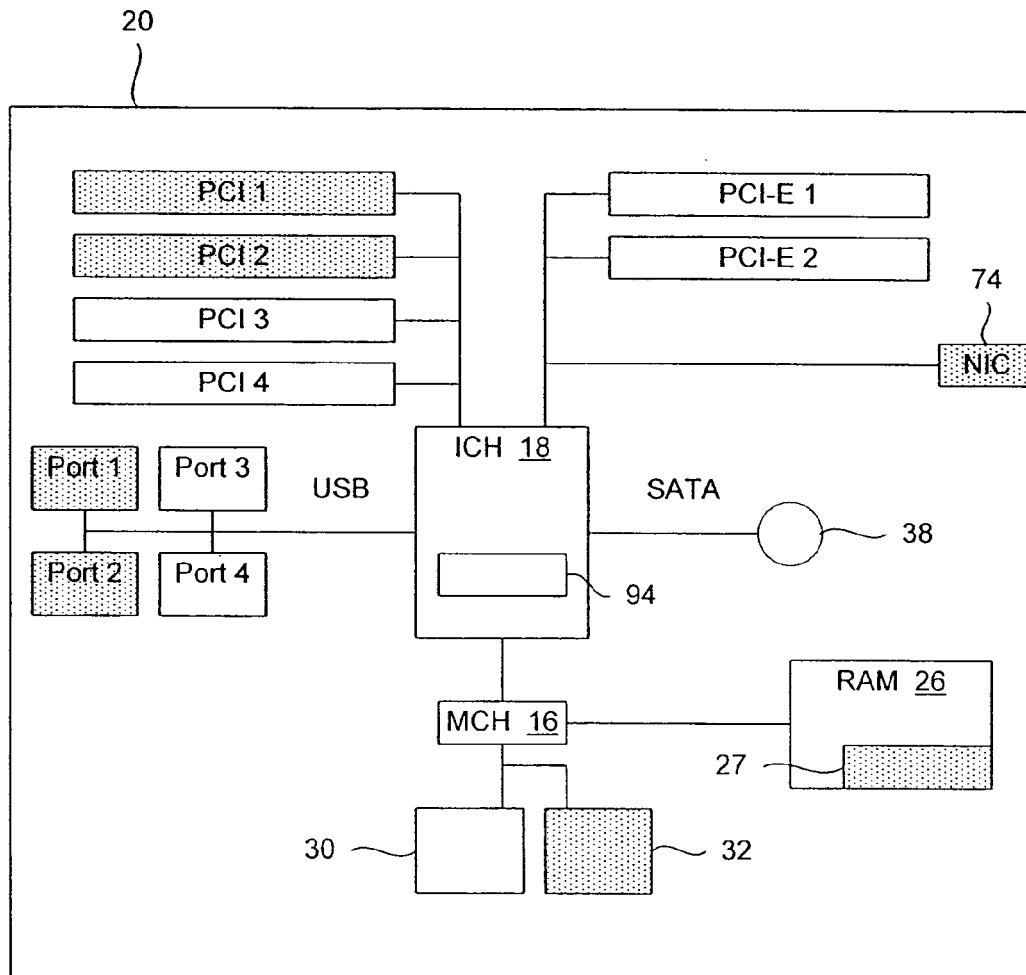 20
PCI 1
PCI 2
PCI 3
PCI 4
PCI-E 1
PCI-E 2
74
NIC
Port 1
Port 3
Port 2
Port 4
USB
ICH 18
SATA
38
94
MCH 16
RAM 26
27
30
32